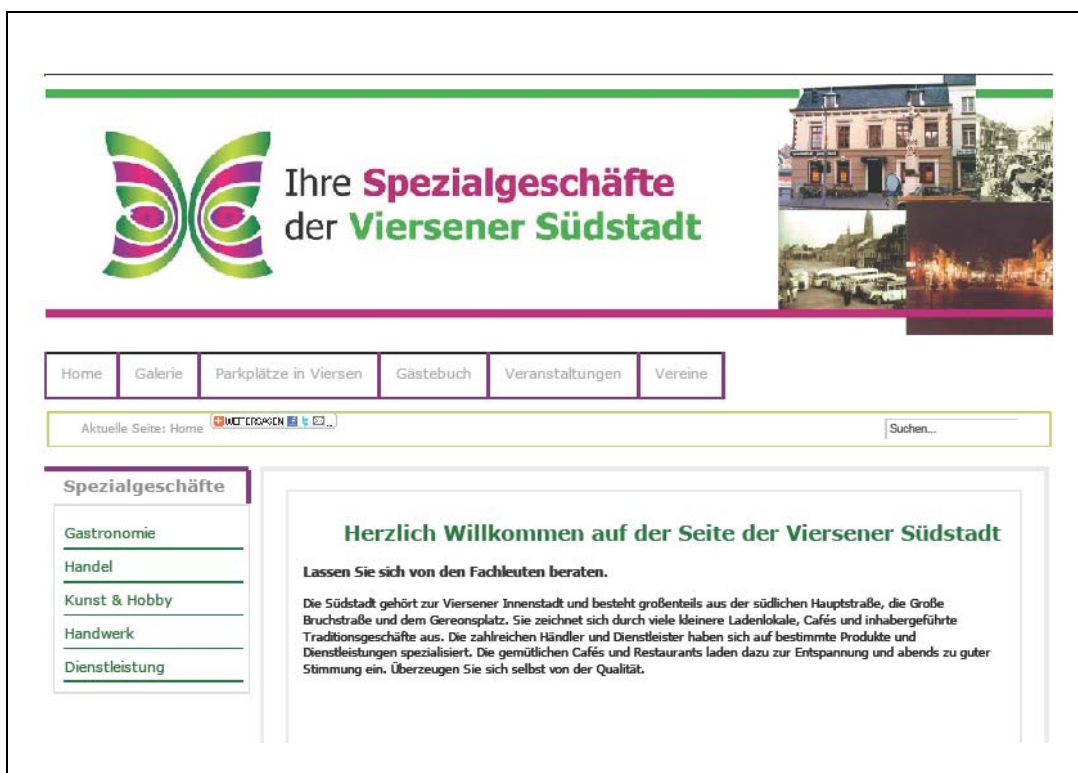 Ihre Spezialgeschäfte
der Viersener Südstadt
Home Galerie Parkplätze in Viersen Gästebuch Veranstaltungen Vereine
Aktuelle Seite: Home WEITERSAGEN ... Suchen...
Spezialgeschäfte
Gastronomie
Handel
Kunst & Hobby
Handwerk
Dienstleistung
Herzlich Willkommen auf der Seite der Viersener Südstadt
Lassen Sie sich von den Fachleuten beraten.
Die Südstadt gehört zur Viersener Innenstadt und besteht großenteils aus der südlichen Hauptstraße, die Große
Bruchstraße und dem Gereonsplatz. Sie zeichnet sich durch viele kleinere Ladenlokale, Cafés und inhabergeführte
Traditionsgeschäfte aus. Die zahlreichen Händler und Dienstleister haben sich auf bestimmte Produkte und
Dienstleistungen spezialisiert. Die gemütlichen Cafés und Restaurants laden dazu zur Entspannung und abends zu guter
Stimmung ein. Überzeugen Sie sich selbst von der Qualität.